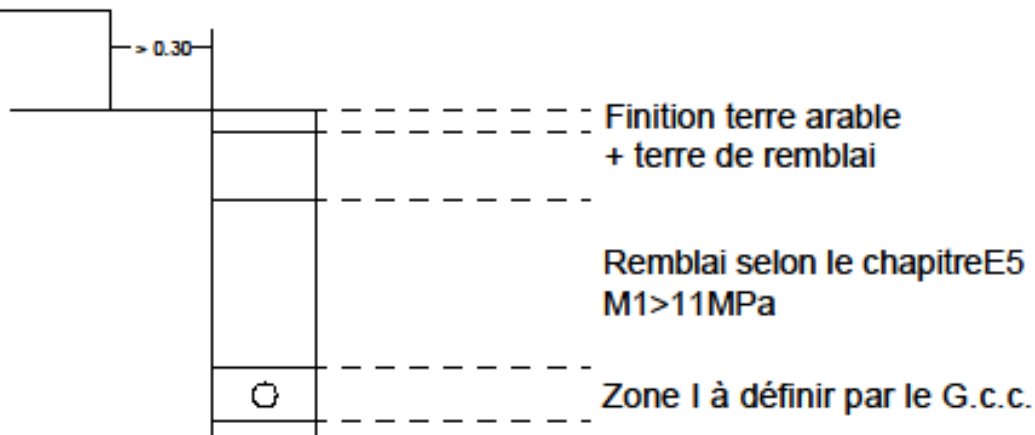 > 0.30
Finition terre arable
+ terre de remblai
Remblai selon le chapitreE5
M1>11MPa
Zone I à définir par le G.c.c.